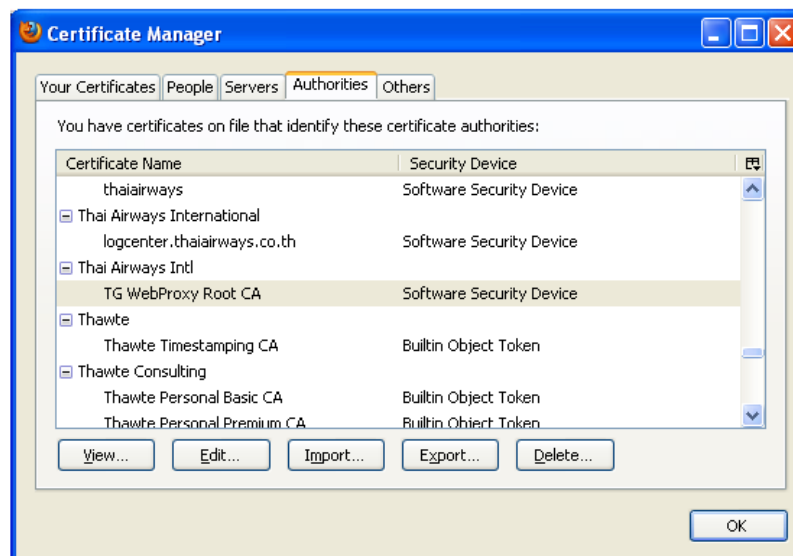 Certificate Manager
Your Certificates People Servers Authorities Others
You have certificates on file that identify these certificate authorities:
Certificate Name Security Device
thaiairways Software Security Device
Thai Airways International
logcenter.thaiairways.co.th Software Security Device
Thai Airways Intl
TG WebProxy Root CA Software Security Device
Thawte
Thawte Timestamping CA Builtin Object Token
Thawte Consulting
Thawte Personal Basic CA Builtin Object Token
Thawte Personal Premium CA Builtin Object Token
View... Edit... Import... Export... Delete...
OK